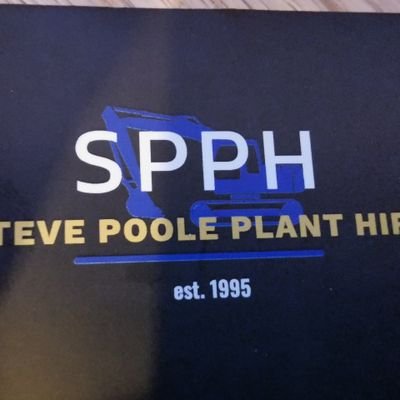 SPPH
TEVE POOLE PLANT HIR
est. 1995